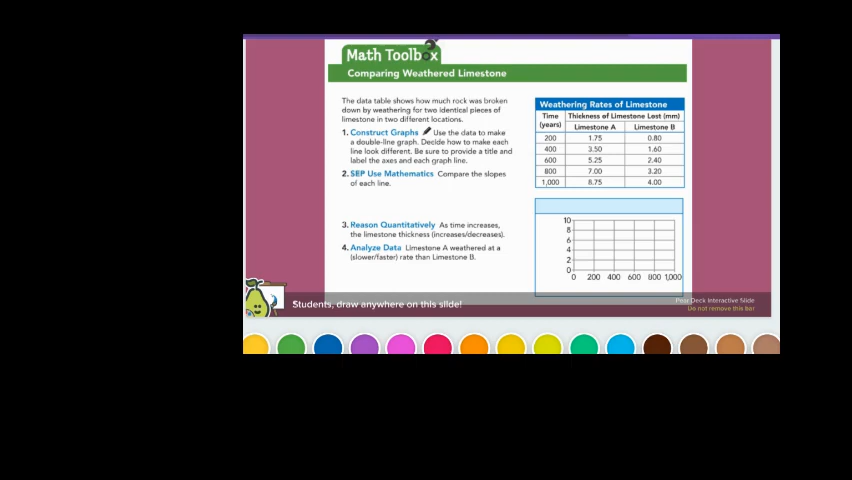 Math Toolbox
Comparing Weathered Limestone
The data table shows how much rock was broken
down by weathering for two identical pieces of
limestone in two different locations.
1. Construct Graphs Use the data to make
a double-line graph. Decide how to make each
line look different. Be sure to provide a title and
label the axes and each graph line.
2. SEP Use Mathematics Compare the slopes
of each line.
3. Reason Quantitatively As time increases,
the limestone thickness (increases/decreases).
4. Analyze Data Limestone A weathered at a
(slower/faster) rate than Limestone B.
Weathering Rates of Limestone
Time (years) Thickness of Limestone Lost (mm)
Limestone A Limestone B
200 1.75 0.80
400 3.50 1.60
600 5.25 2.40
800 7.00 3.20
1,000 8.75 4.00
10
8
6
4
2
0
0 200 400 600 800 1,000
Students, draw anywhere on this slide!
Pear Deck Interactive Slide
Do not remove this bar